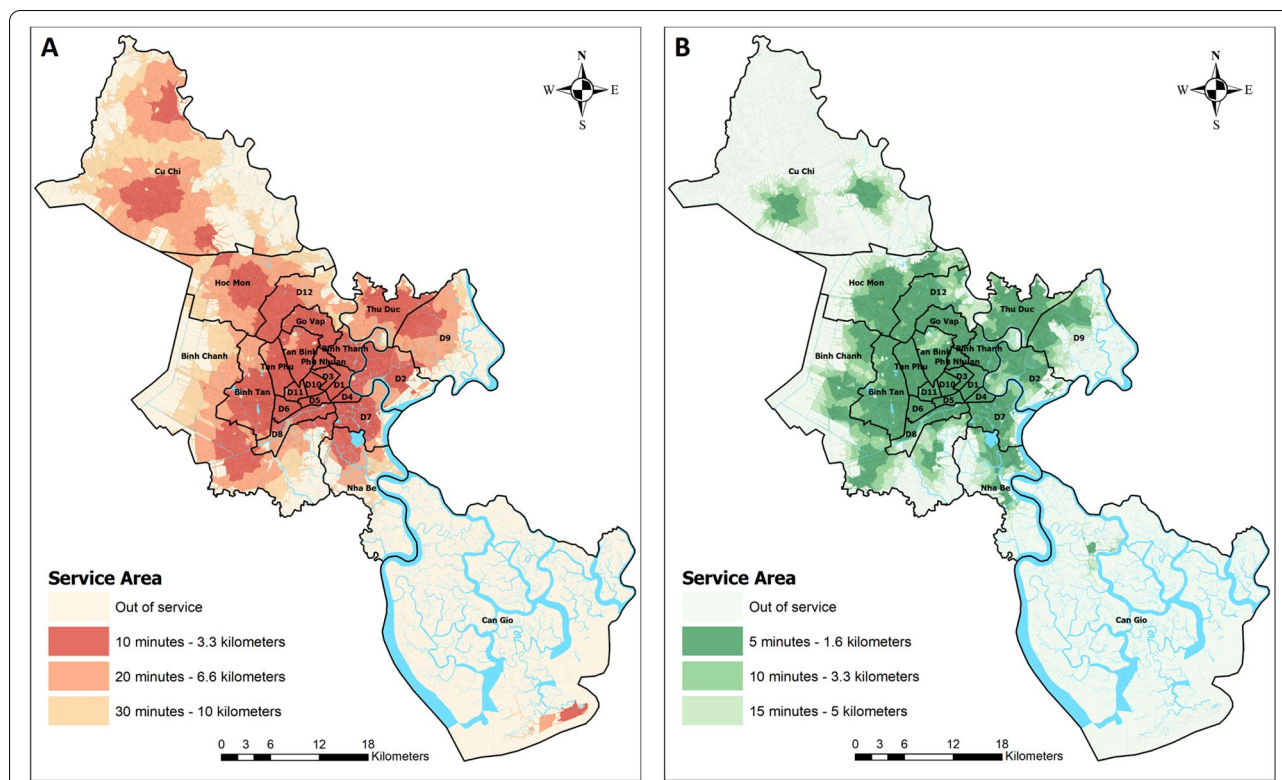 A
N
W
E
S
Cu Chi
Hoc Mon
D12
Thu Duc
Go Vap
D9
Binh Chanh
Tan Binh
Binh Thanh
Tan Phu
Phu Nhuan
D3
D2
Binh Tan
D10
D1
D11
D4
D5
D6
D7
D8
Nha Be
Can Gio
Service Area
Out of service
10 minutes - 3.3 kilometers
20 minutes - 6.6 kilometers
30 minutes - 10 kilometers
0 3 6 12 18
Kilometers
B
N
W
E
S
Cu Chi
Hoc Mon
D12
Thu Duc
Go Vap
D9
Binh Chanh
Tan Binh
Binh Thanh
Tan Phu
Phu Nhuan
D3
D2
Binh Tan
D10
D1
D11
D4
D5
D6
D7
D8
Nha Be
Can Gio
Service Area
Out of service
5 minutes - 1.6 kilometers
10 minutes - 3.3 kilometers
15 minutes - 5 kilometers
0 3 6 12 18
Kilometers